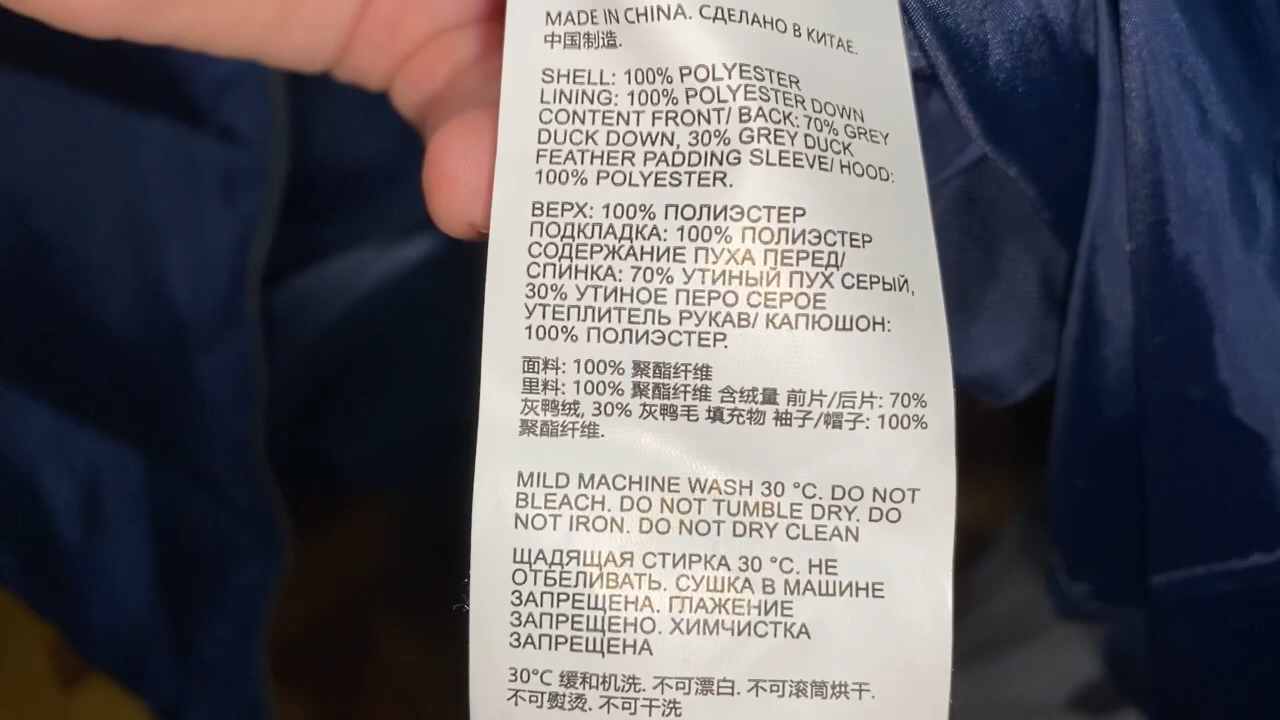 MADE IN CHINA. СДЕЛАНО В КИТАЕ.
中国制造.
SHELL: 100% POLYESTER
LINING: 100% POLYESTER DOWN
CONTENT FRONT/ BACK: 70% GREY
DUCK DOWN, 30% GREY DUCK
FEATHER PADDING SLEEVE/ HOOD:
100% POLYESTER.
ВЕРХ: 100% ПОЛИЭСТЕР
ПОДКЛАДКА: 100% ПОЛИЭСТЕР
СОДЕРЖАНИЕ ПУХА ПЕРЕД/
СПИНКА: 70% УТИНЫЙ ПУХ СЕРЫЙ,
30% УТИНОЕ ПЕРО СЕРОЕ
УТЕПЛИТЕЛЬ РУКАВ/ КАПЮШОН:
100% ПОЛИЭСТЕР.
面料: 100% 聚酯纤维
里料: 100% 聚酯纤维 含绒量 前片/后片: 70%
灰鸭绒, 30% 灰鸭毛 填充物 袖子/帽子: 100%
聚酯纤维.
MILD MACHINE WASH 30 °C. DO NOT
BLEACH. DO NOT TUMBLE DRY. DO
NOT IRON. DO NOT DRY CLEAN
ЩАДЯЩАЯ СТИРКА 30 °C. НЕ
ОТБЕЛИВАТЬ. СУШКА В МАШИНЕ
ЗАПРЕЩЕНА. ГЛАЖЕНИЕ
ЗАПРЕЩЕНО. ХИМЧИСТКА
ЗАПРЕЩЕНА
30°C 缓和机洗. 不可漂白. 不可滚筒烘干.
不可熨烫. 不可干洗